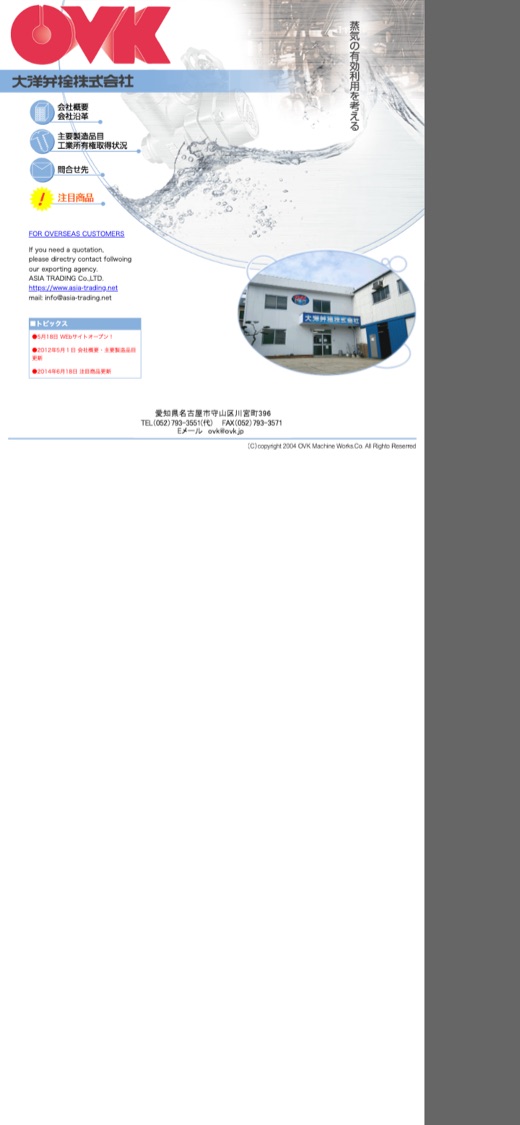 OVK
蒸気の有効利用を考える
大洋弁栓株式会社
会社概要
会社沿革
主要製造品目
工業所有権取得状況
問合せ先
注目商品
FOR OVERSEAS CUSTOMERS
If you need a quotation,
please directry contact follwoing
our exporting agency.
ASIA TRADING Co.,LTD.
https://www.asia-trading.net
mail: info@asia-trading.net
大洋弁栓株式会社
■トピックス
●6月18日 WEbサイトオープン！
●2012年5月1日 会社概要・主要製造品目
更新
●2014年6月18日 注目商品更新
愛知県名古屋市守山区川宮町396
TEL(052)793-3551(代) FAX(052)793-3571
Eメール ovk@ovk.jp
(C)copyright 2004 OVK Machine Works.Co. All Rights Reserved